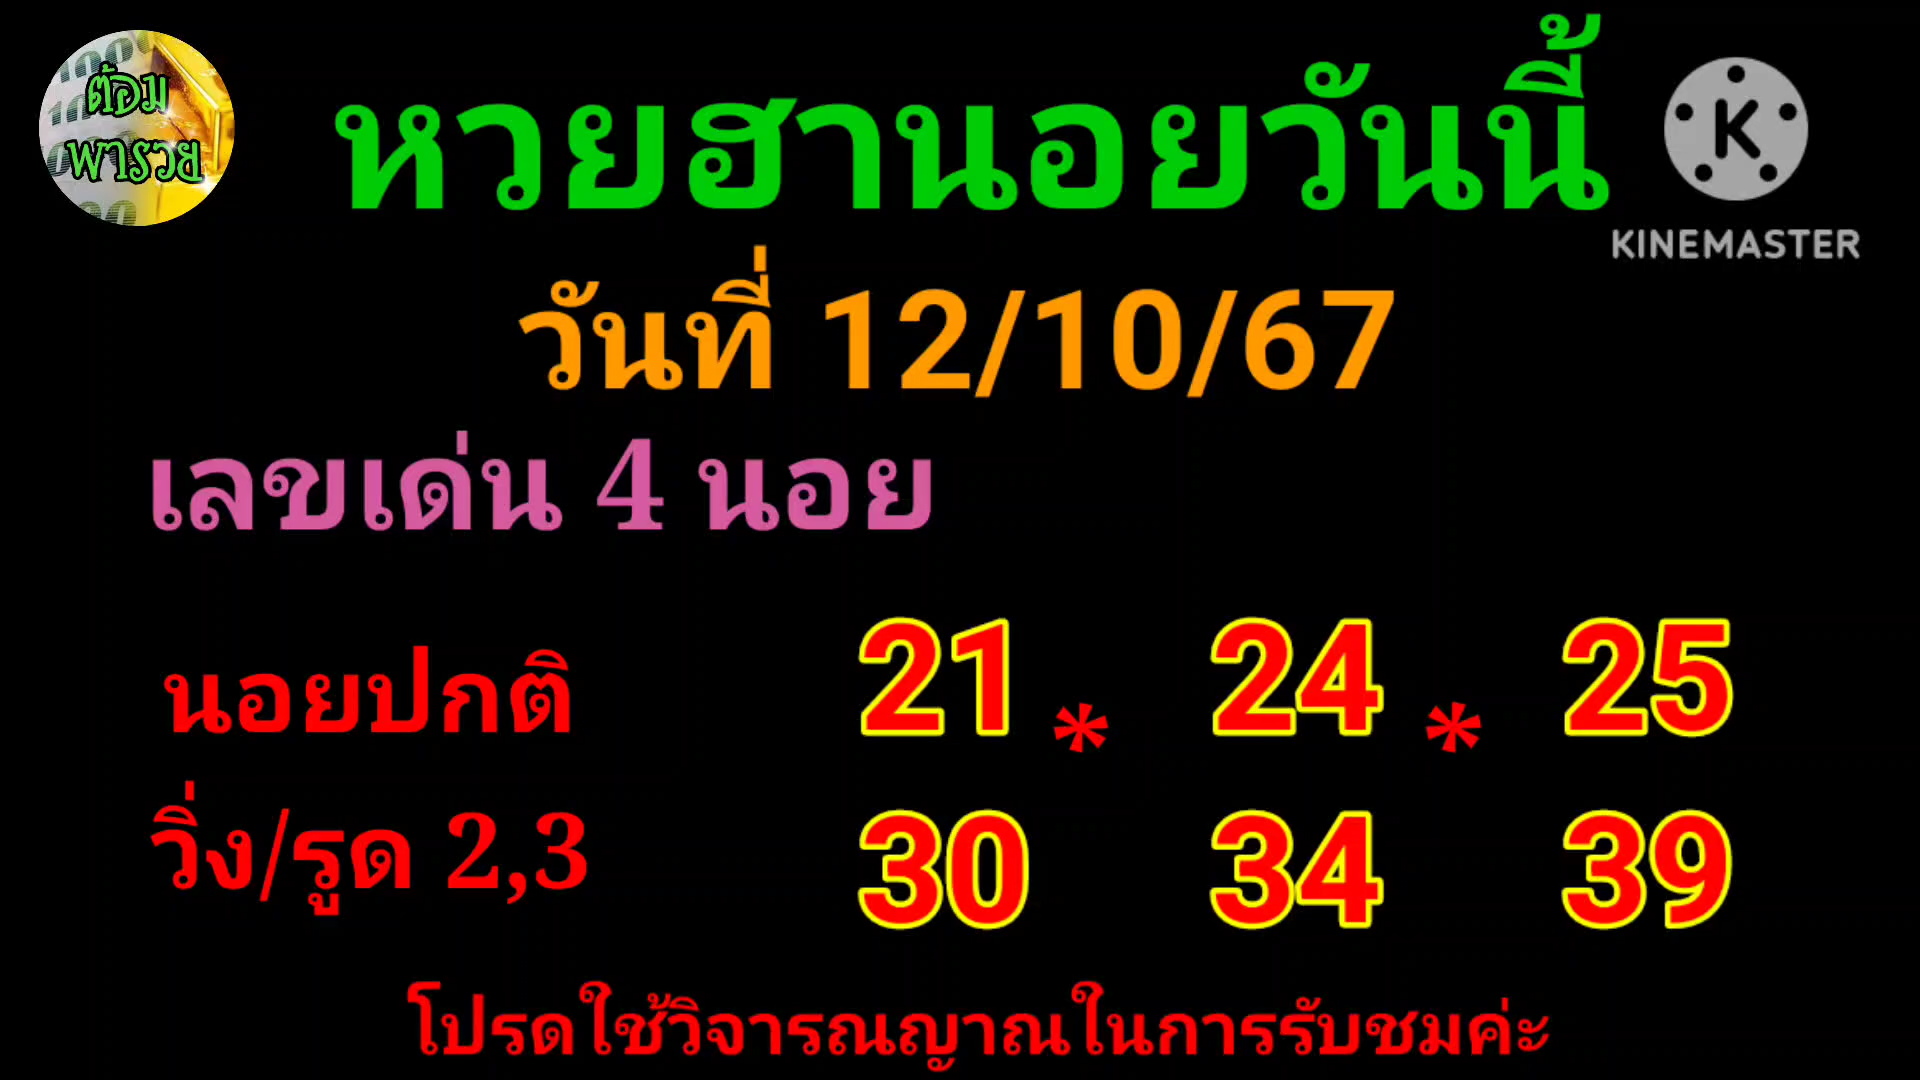 ต้อม
พารวย
หวยฮานอยวันนี้
KINEMASTER
วันที่ 12/10/67
เลขเด่น 4 นอย
นอยปกติ 21 * 24 * 25
วิ่ง/รูด 2,3 30 34 39
โปรดใช้วิจารณญาณในการรับชมค่ะ